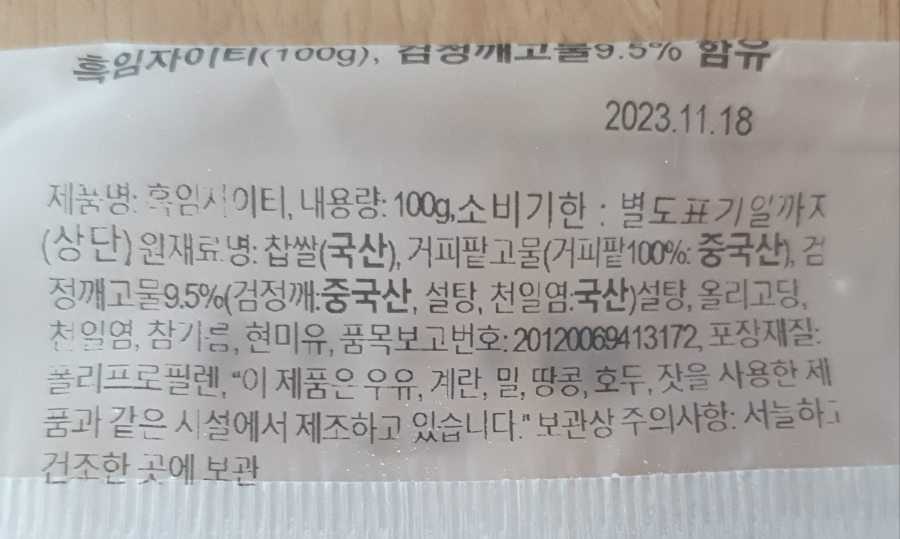 흑임자이티(100g), 검정깨고물9.5% 함유
2023.11.18
제품명: 흑임자이티, 내용량: 100g,소비기한 : 별도표기일까지
(상단) 원재료명: 찹쌀(국산), 거피팥고물(거피팥100%: 중국산), 검
정깨고물9.5%(검정깨:중국산, 설탕, 천일염:국산)설탕, 올리고당,
천일염, 참기름, 현미유, 품목보고번호: 20120069413172, 포장재질:
폴리프로필렌, “이 제품은 우유, 계란, 밀, 땅콩, 호두, 잣을 사용한 제
품과 같은 시설에서 제조하고 있습니다.” 보관상 주의사항: 서늘하고
건조한 곳에 보관